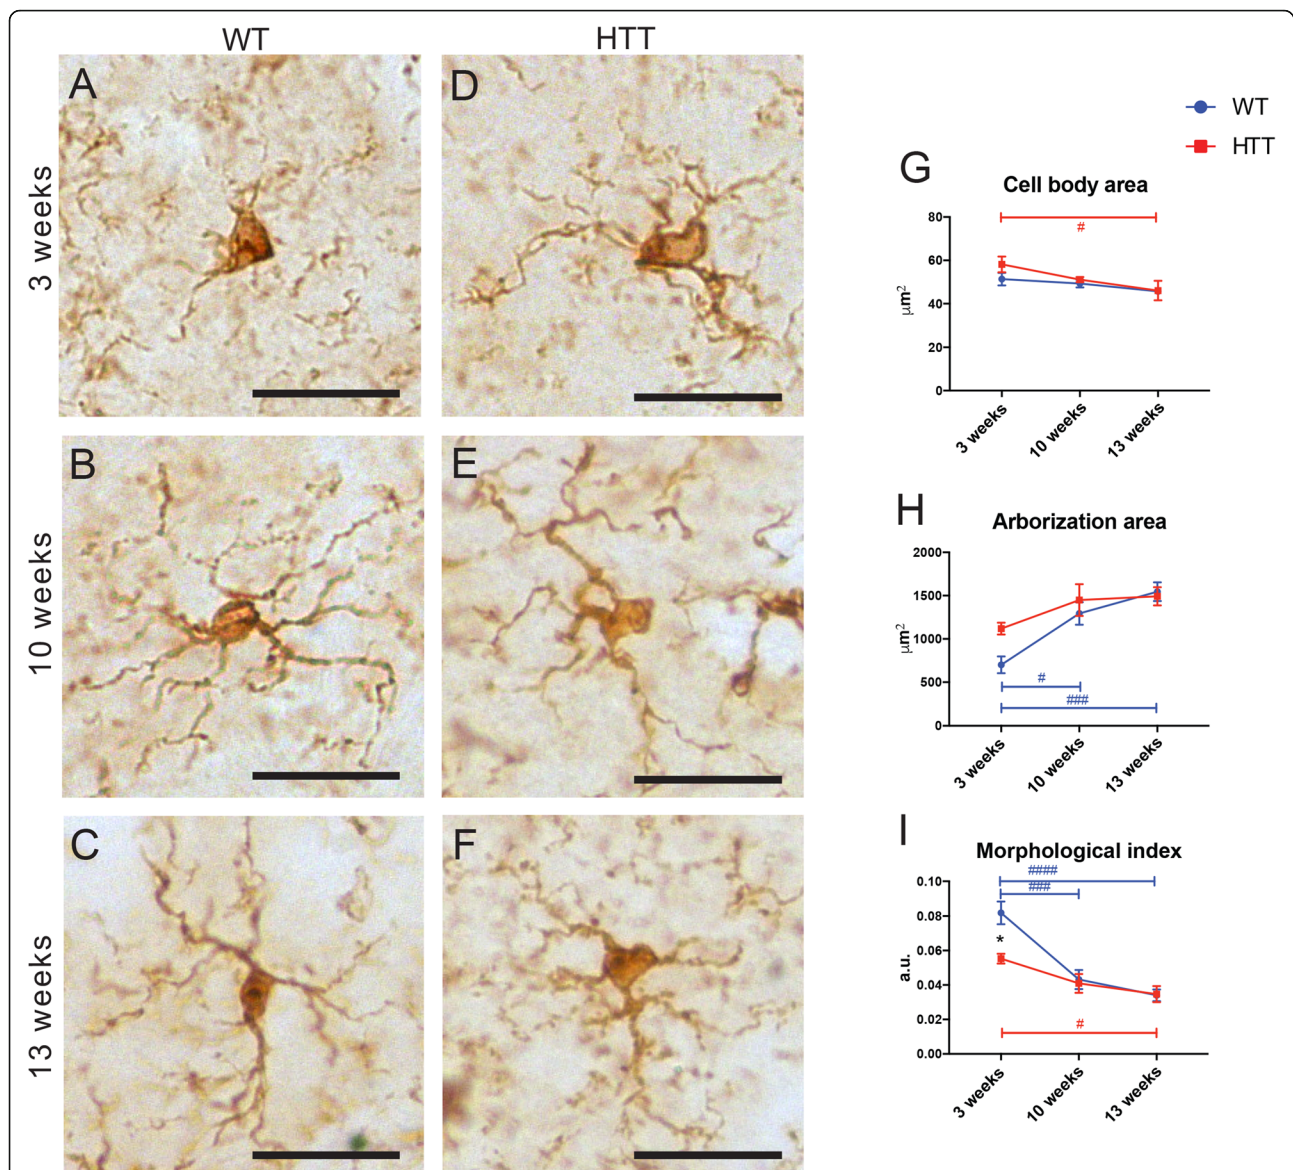 WT
HTT
3 weeks
A
D
10 weeks
B
E
13 weeks
C
F
WT
HTT
G
Cell body area
#
80
60
40
20
0
µm²
3 weeks
10 weeks
13 weeks
H
Arborization area
2000
1500
1000
500
0
µm²
#
###
3 weeks
10 weeks
13 weeks
I
Morphological index
####
###
0.10
0.08
0.06
0.04
0.02
0.00
a.u.
*
#
3 weeks
10 weeks
13 weeks